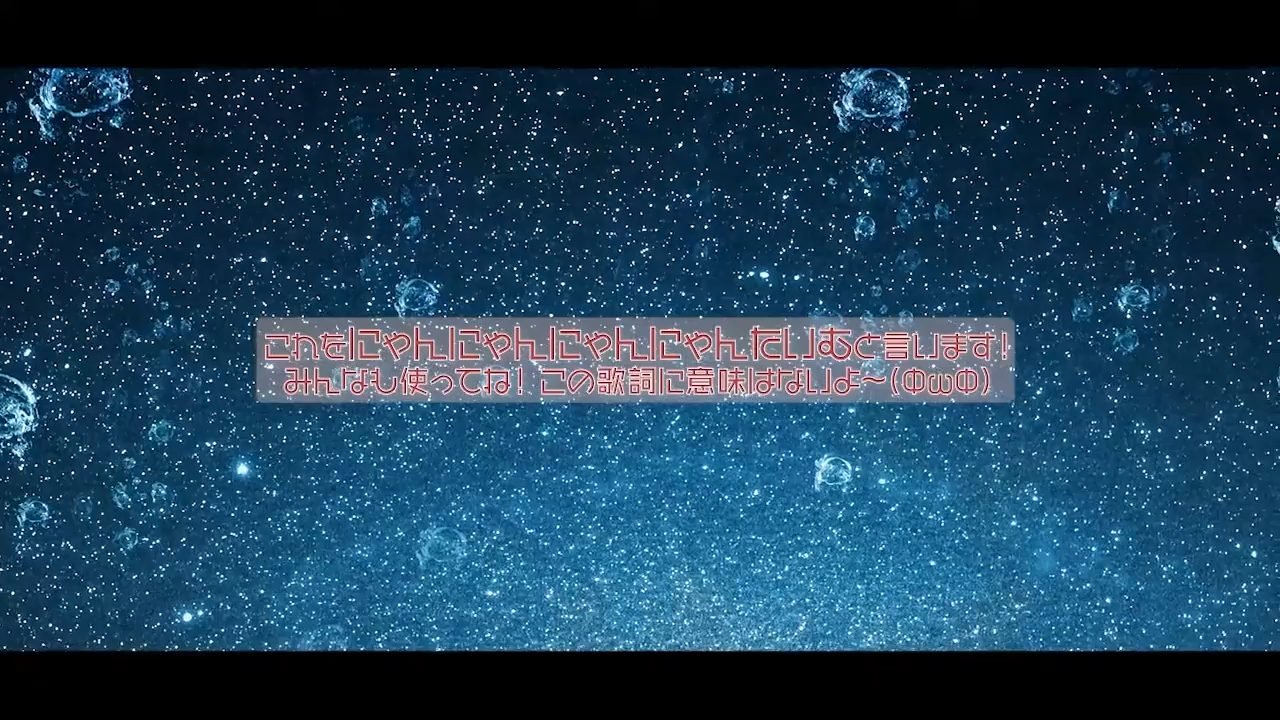 これをにゃんにゃんにゃんにゃんたいむと言います!
みんなも使ってね! この歌詞に意味はないよ~(ΦωΦ)